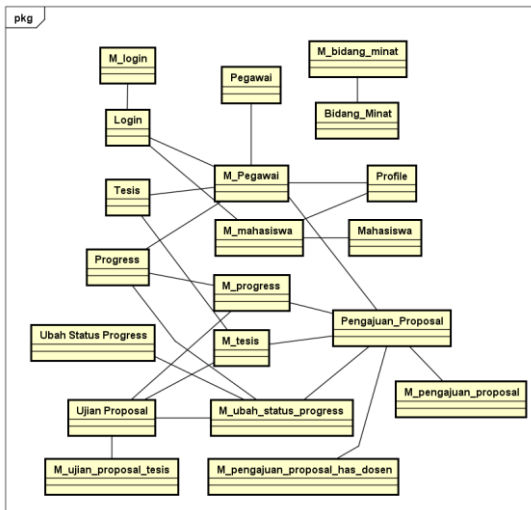 pkg
M_login
Pegawai
M_bidang_minat
Login
Bidang_Minat
Tesis
M_Pegawai
Profile
M_mahasiswa
Mahasiswa
Progress
M_progress
Ubah Status Progress
M_tesis
Pengajuan_Proposal
Ujian Proposal
M_ubah_status_progress
M_pengajuan_proposal
M_ujian_proposal_tesis
M_pengajuan_proposal_has_dosen